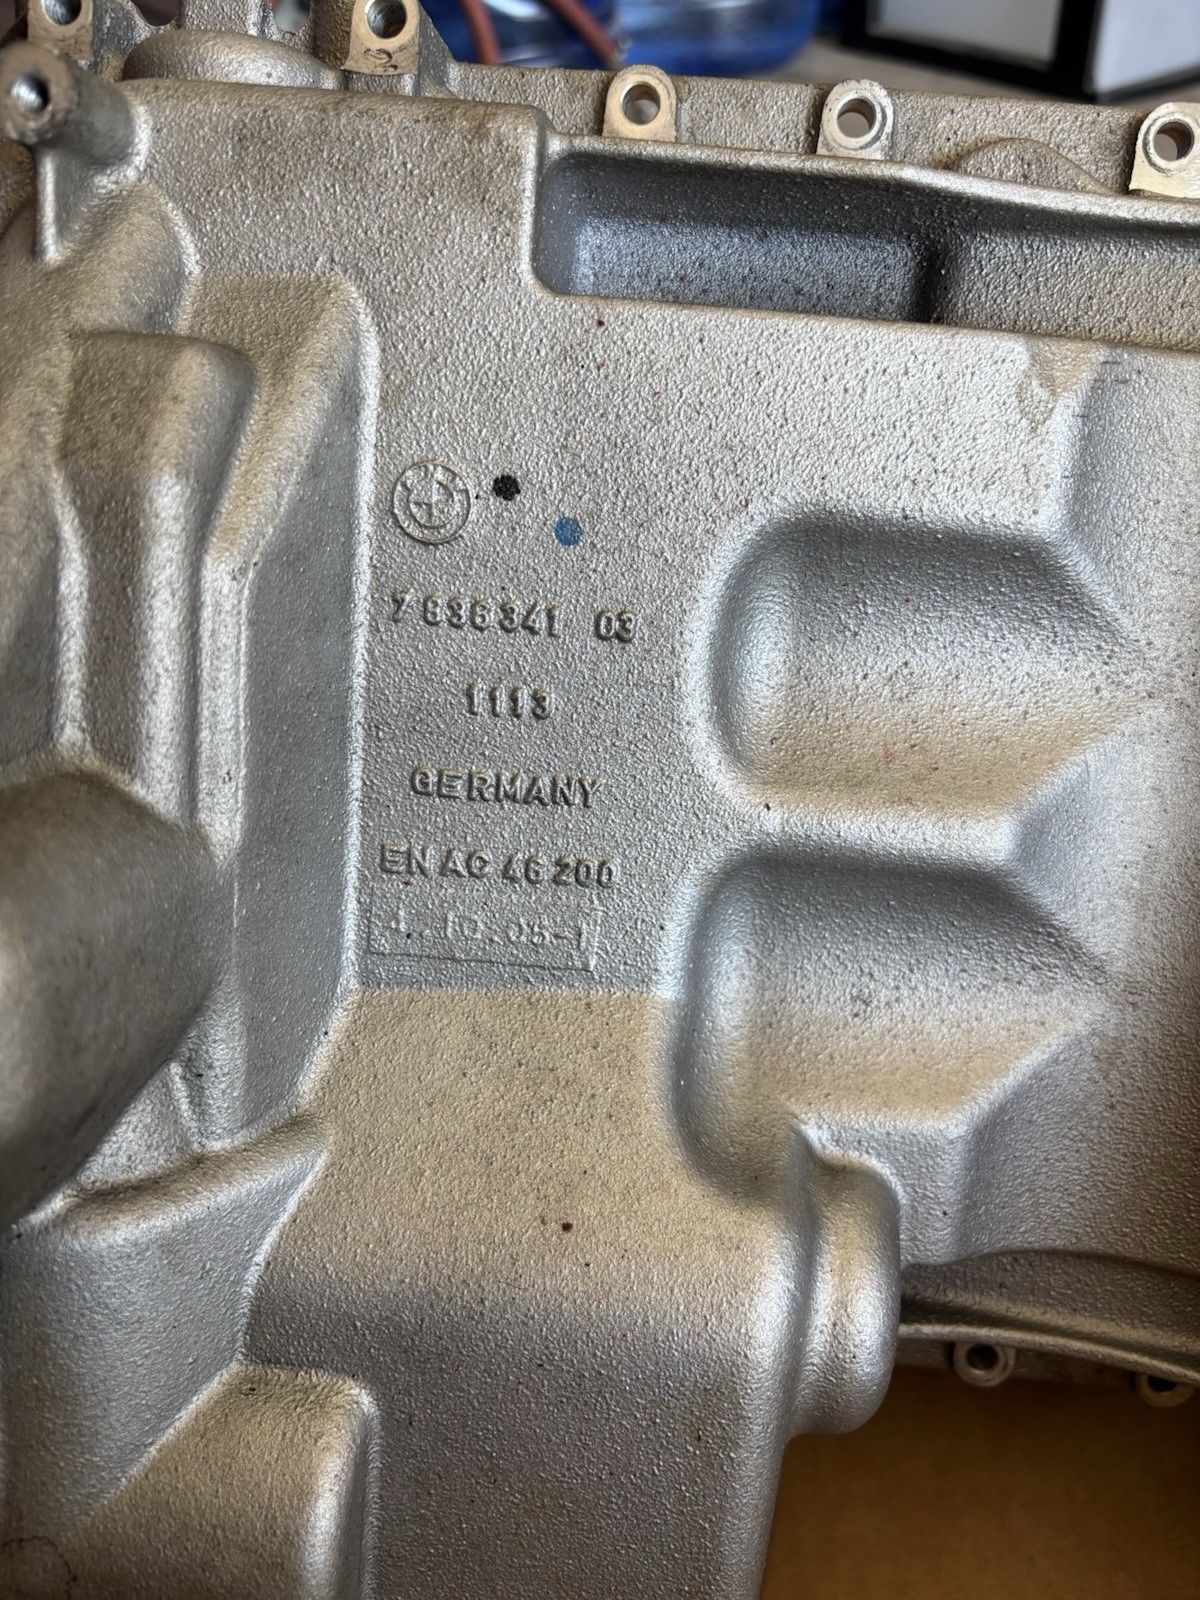 7 836 341 03
1113
GERMANY
EN AC 46 200